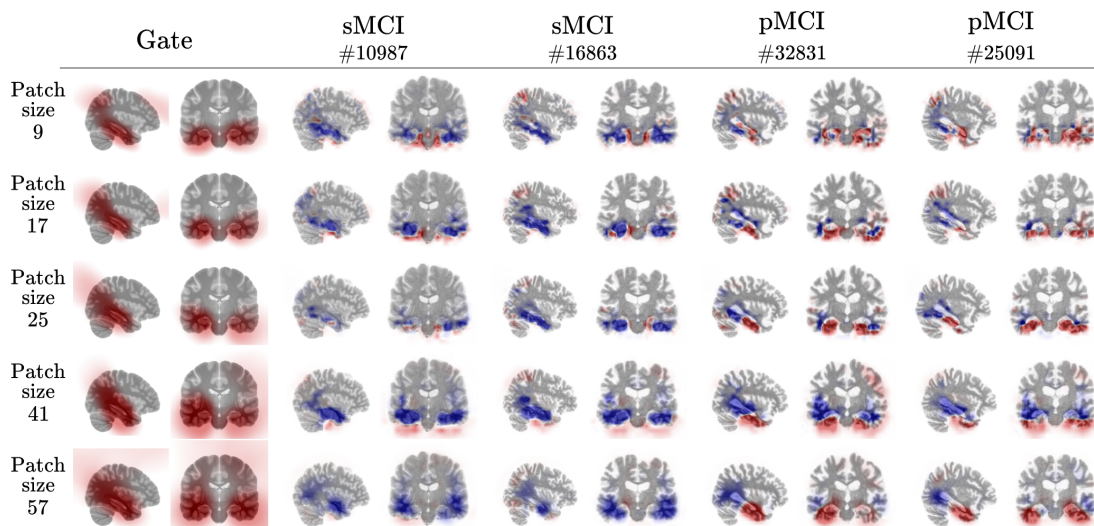 Gate
sMCI
#10987
sMCI
#16863
pMCI
#32831
pMCI
#25091
Patch
size
9
Patch
size
17
Patch
size
25
Patch
size
41
Patch
size
57